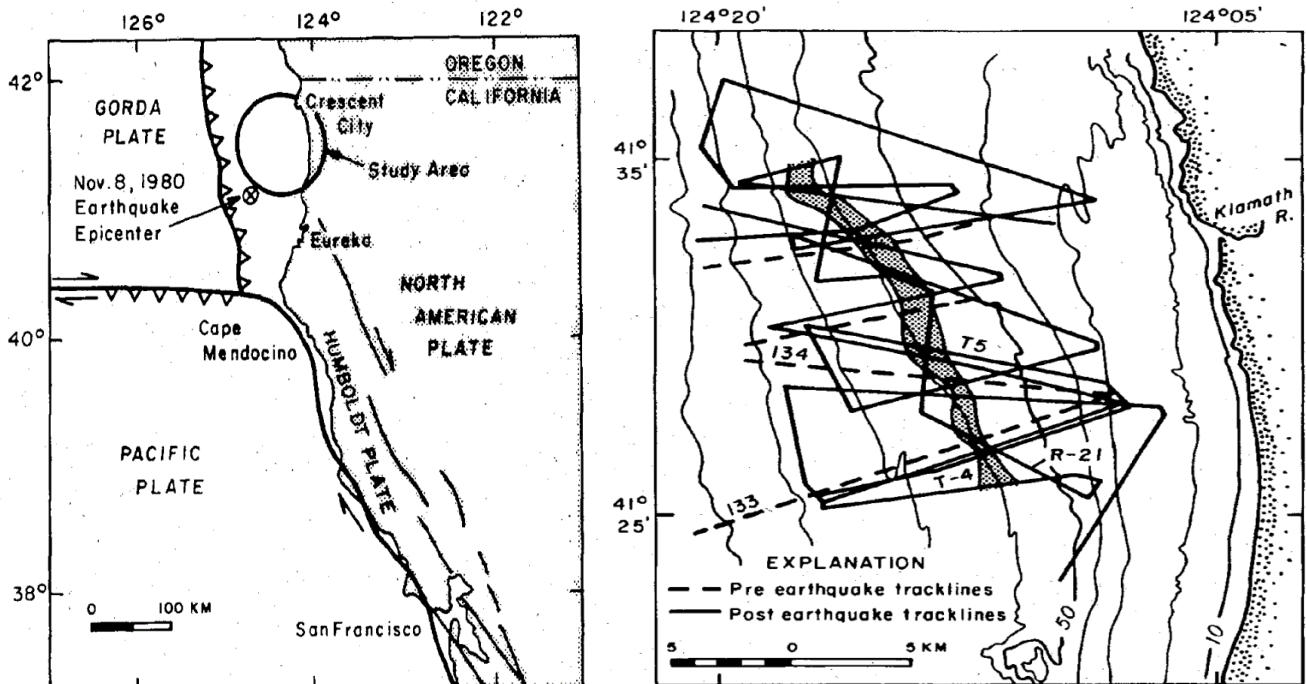 126°
124°
122°
42°
OREGON
CALIFORNIA
GORDA
PLATE
Crescent
City
Study Area
Nov. 8, 1980
Earthquake
Epicenter
Eureka
NORTH
AMERICAN
PLATE
Cape
Mendocino
40°
HUMBOLDT PLATE
PACIFIC
PLATE
38°
0 100 KM
San Francisco
124°20'
124°05'
41°
35'
Klamath
R.
T5
134
R-21
T-4
133
41°
25'
EXPLANATION
Pre earthquake tracklines
Post earthquake tracklines
50
10
5 0 5 KM